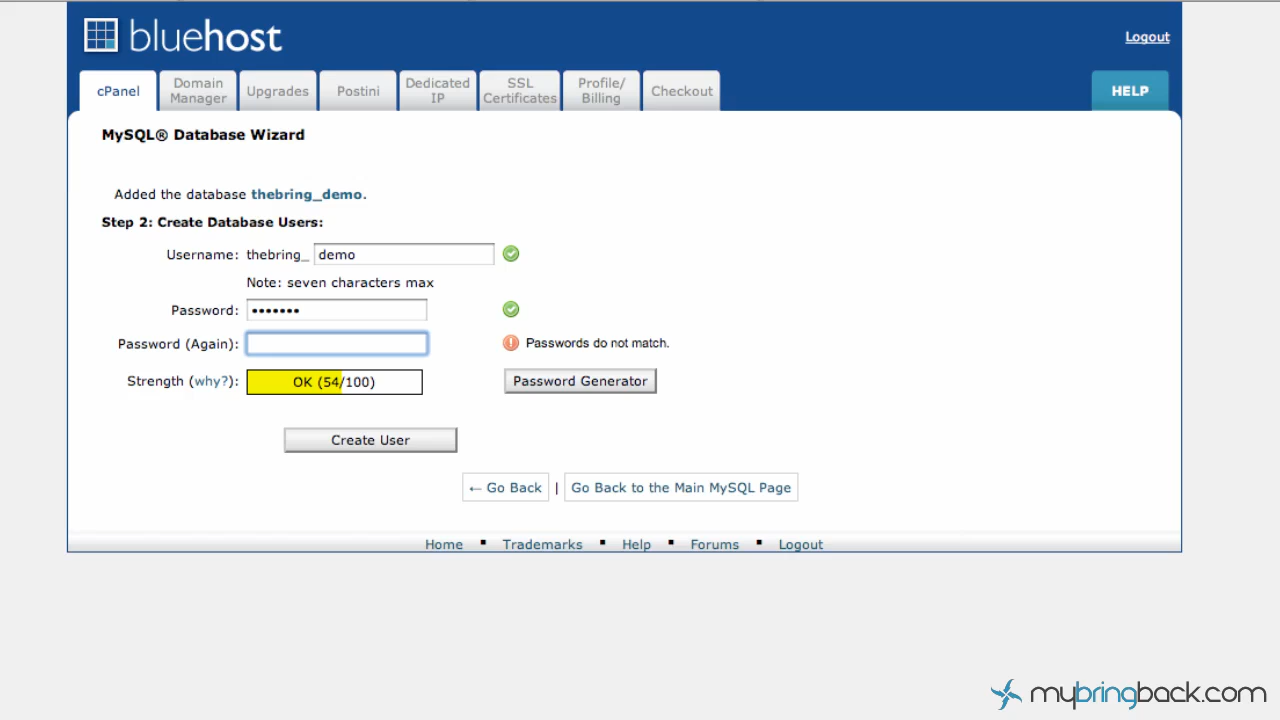 bluehost
Logout
cPanel
Domain Manager
Upgrades
Postini
Dedicated IP
SSL Certificates
Profile/ Billing
Checkout
HELP
MySQL® Database Wizard
Added the database thebring_demo.
Step 2: Create Database Users:
Username: thebring_ demo
Note: seven characters max
Password: •••••••
Password (Again): Passwords do not match.
Strength (why?): OK (54/100) Password Generator
Create User
← Go Back | Go Back to the Main MySQL Page
Home ▪ Trademarks ▪ Help ▪ Forums ▪ Logout
mybringback.com